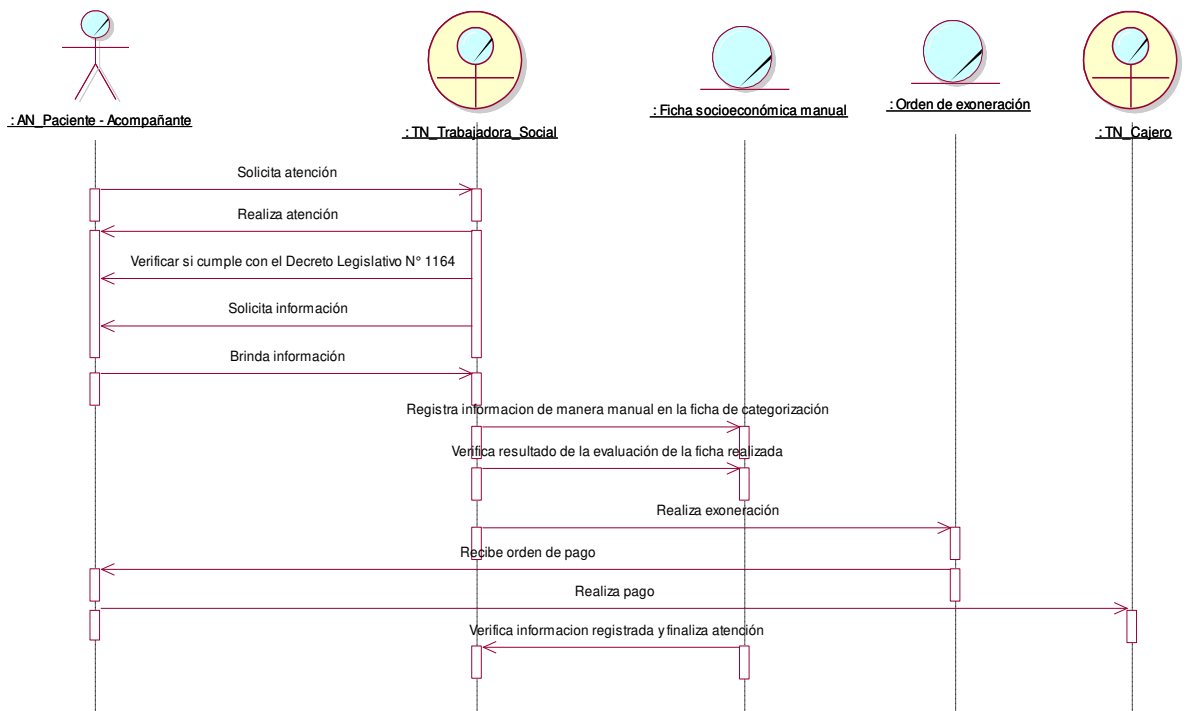 : AN_Paciente - Acompañante
: TN_Trabajadora_Social
: Ficha socioeconómica manual
: Orden de exoneración
: TN_Cajero
Solicita atención
Realiza atención
Verificar si cumple con el Decreto Legislativo N° 1164
Solicita información
Brinda información
Registra informacion de manera manual en la ficha de categorización
Verifica resultado de la evaluación de la ficha realizada
Realiza exoneración
Recibe orden de pago
Realiza pago
Verifica informacion registrada y finaliza atención